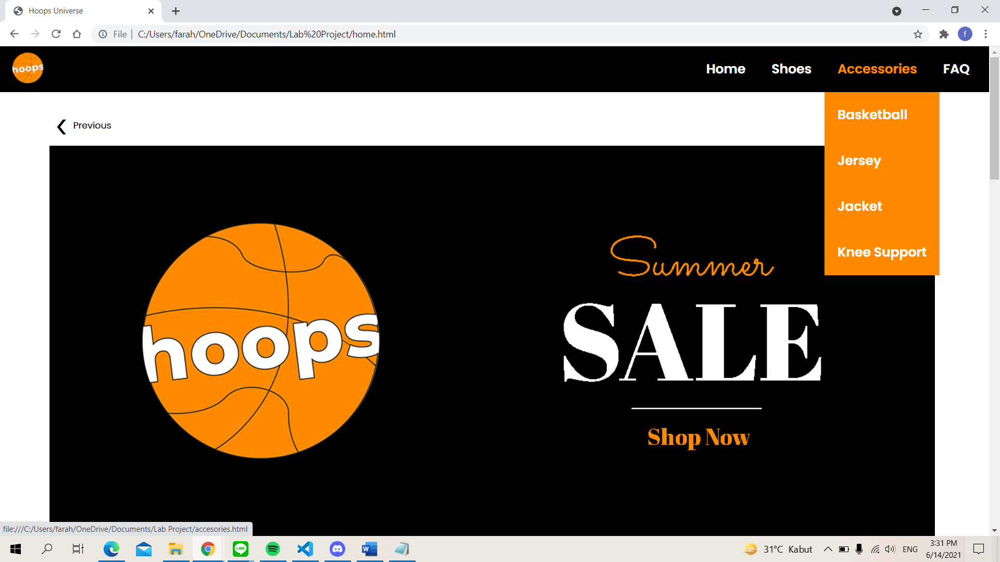 Hoops Universe
File
C:/Users/farah/OneDrive/Documents/Lab%20Project/home.html
f
hoops
Home
Shoes
Accessories
FAQ
Previous
Basketball
Jersey
Jacket
Knee Support
hoops
Summer
SALE
Shop Now
file:///C:/Users/farah/OneDrive/Documents/Lab Project/accesories.html
LINE
W
31°C Kabut
ENG
3:31 PM
6/14/2021